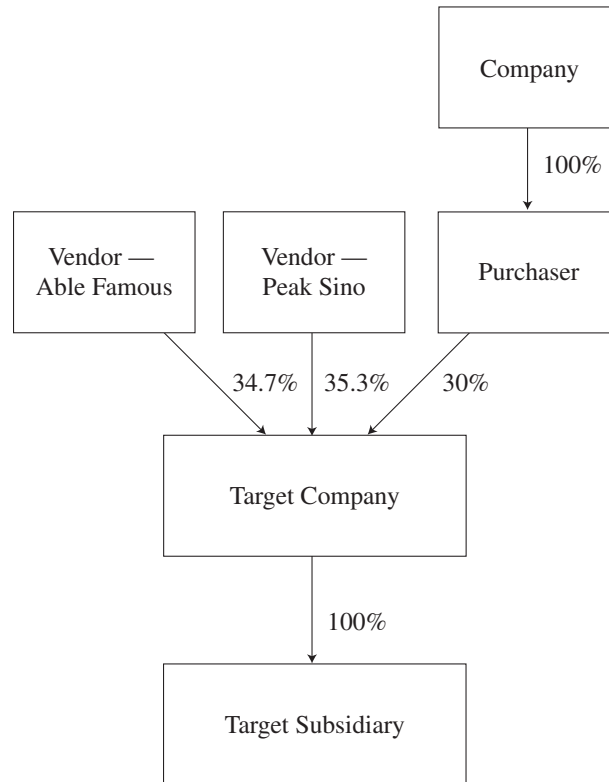 Company
100%
Vendor —
Able Famous
Vendor —
Peak Sino
Purchaser
34.7%
35.3%
30%
Target Company
100%
Target Subsidiary